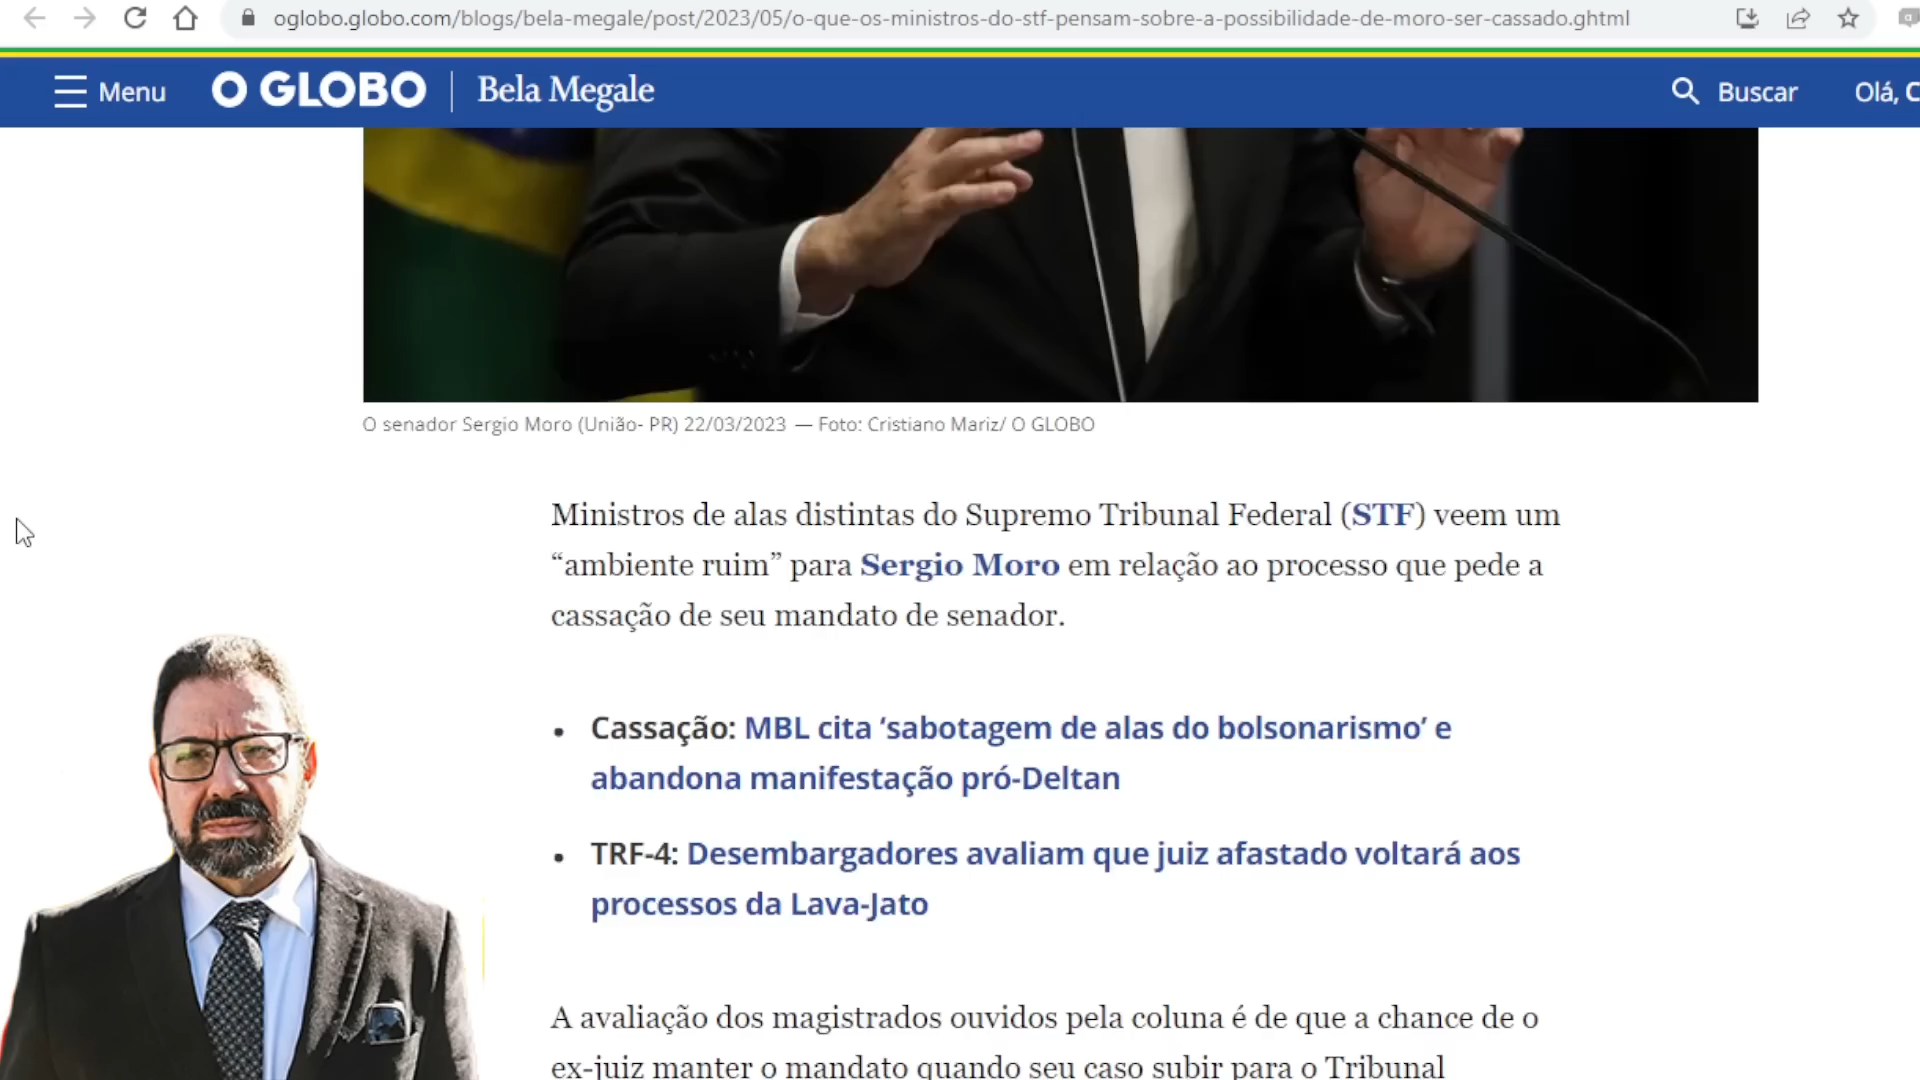 oglobo.globo.com/blogs/bela-megale/post/2023/05/o-que-os-ministros-do-stf-pensam-sobre-a-possibilidade-de-moro-ser-cassado.ghtml
Menu O GLOBO Bela Megale Buscar Olá, C
O senador Sergio Moro (União- PR) 22/03/2023 — Foto: Cristiano Mariz/ O GLOBO
Ministros de alas distintas do Supremo Tribunal Federal (STF) veem um
“ambiente ruim” para Sergio Moro em relação ao processo que pede a
cassação de seu mandato de senador.
• Cassação: MBL cita ‘sabotagem de alas do bolsonarismo’ e
abandona manifestação pró-Deltan
• TRF-4: Desembargadores avaliam que juiz afastado voltará aos
processos da Lava-Jato
A avaliação dos magistrados ouvidos pela coluna é de que a chance de o
ex-juiz manter o mandato quando seu caso subir para o Tribunal